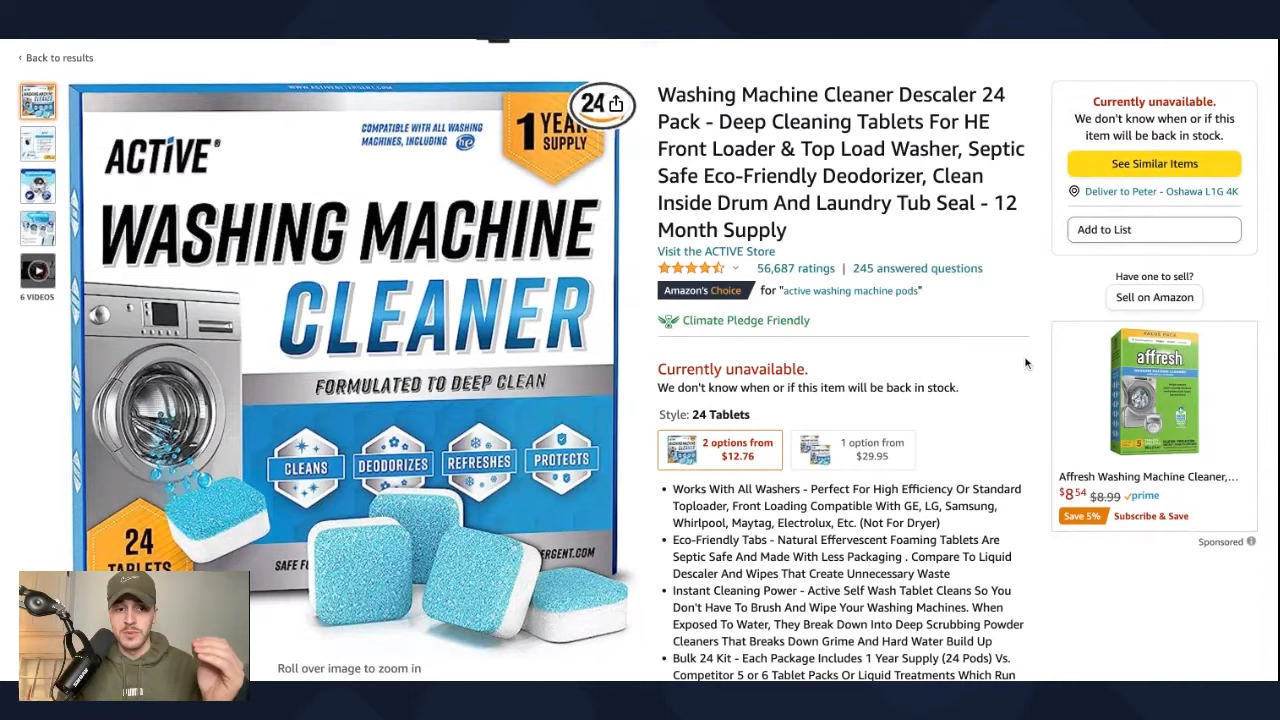 ‹ Back to results
6 VIDEOS
WWW.ACTIVEDETERGENT.COM
ACTIVE®
COMPATIBLE WITH ALL WASHING
MACHINES, INCLUDING he
24
1 YEAR
SUPPLY
WASHING MACHINE
CLEANER
FORMULATED TO DEEP CLEAN
CLEANS
DEODORIZES
REFRESHES
PROTECTS
24
TABLETS
SAFE
ERGENT.COM
Roll over image to zoom in
Washing Machine Cleaner Descaler 24
Pack - Deep Cleaning Tablets For HE
Front Loader & Top Load Washer, Septic
Safe Eco-Friendly Deodorizer, Clean
Inside Drum And Laundry Tub Seal - 12
Month Supply
Visit the ACTIVE Store
56,687 ratings | 245 answered questions
Amazon's Choice for "active washing machine pods"
Climate Pledge Friendly
Currently unavailable.
We don't know when or if this item will be back in stock.
Style: 24 Tablets
2 options from
$12.76
1 option from
$29.95
• Works With All Washers - Perfect For High Efficiency Or Standard
Toploader, Front Loading Compatible With GE, LG, Samsung,
Whirlpool, Maytag, Electrolux, Etc. (Not For Dryer)
• Eco-Friendly Tabs - Natural Effervescent Foaming Tablets Are
Septic Safe And Made With Less Packaging . Compare To Liquid
Descaler And Wipes That Create Unnecessary Waste
• Instant Cleaning Power - Active Self Wash Tablet Cleans So You
Don't Have To Brush And Wipe Your Washing Machines. When
Exposed To Water, They Break Down Into Deep Scrubbing Powder
Cleaners That Breaks Down Grime And Hard Water Build Up
• Bulk 24 Kit - Each Package Includes 1 Year Supply (24 Pods) Vs.
Competitor 5 or 6 Tablet Packs Or Liquid Treatments Which Run
Currently unavailable.
We don't know when or if this
item will be back in stock.
See Similar Items
Deliver to Peter - Oshawa L1G 4K
Add to List
Have one to sell?
Sell on Amazon
VALUE PACK
affresh
Affresh Washing Machine Cleaner,...
$8.54 $8.99 prime
Save 5% Subscribe & Save
Sponsored